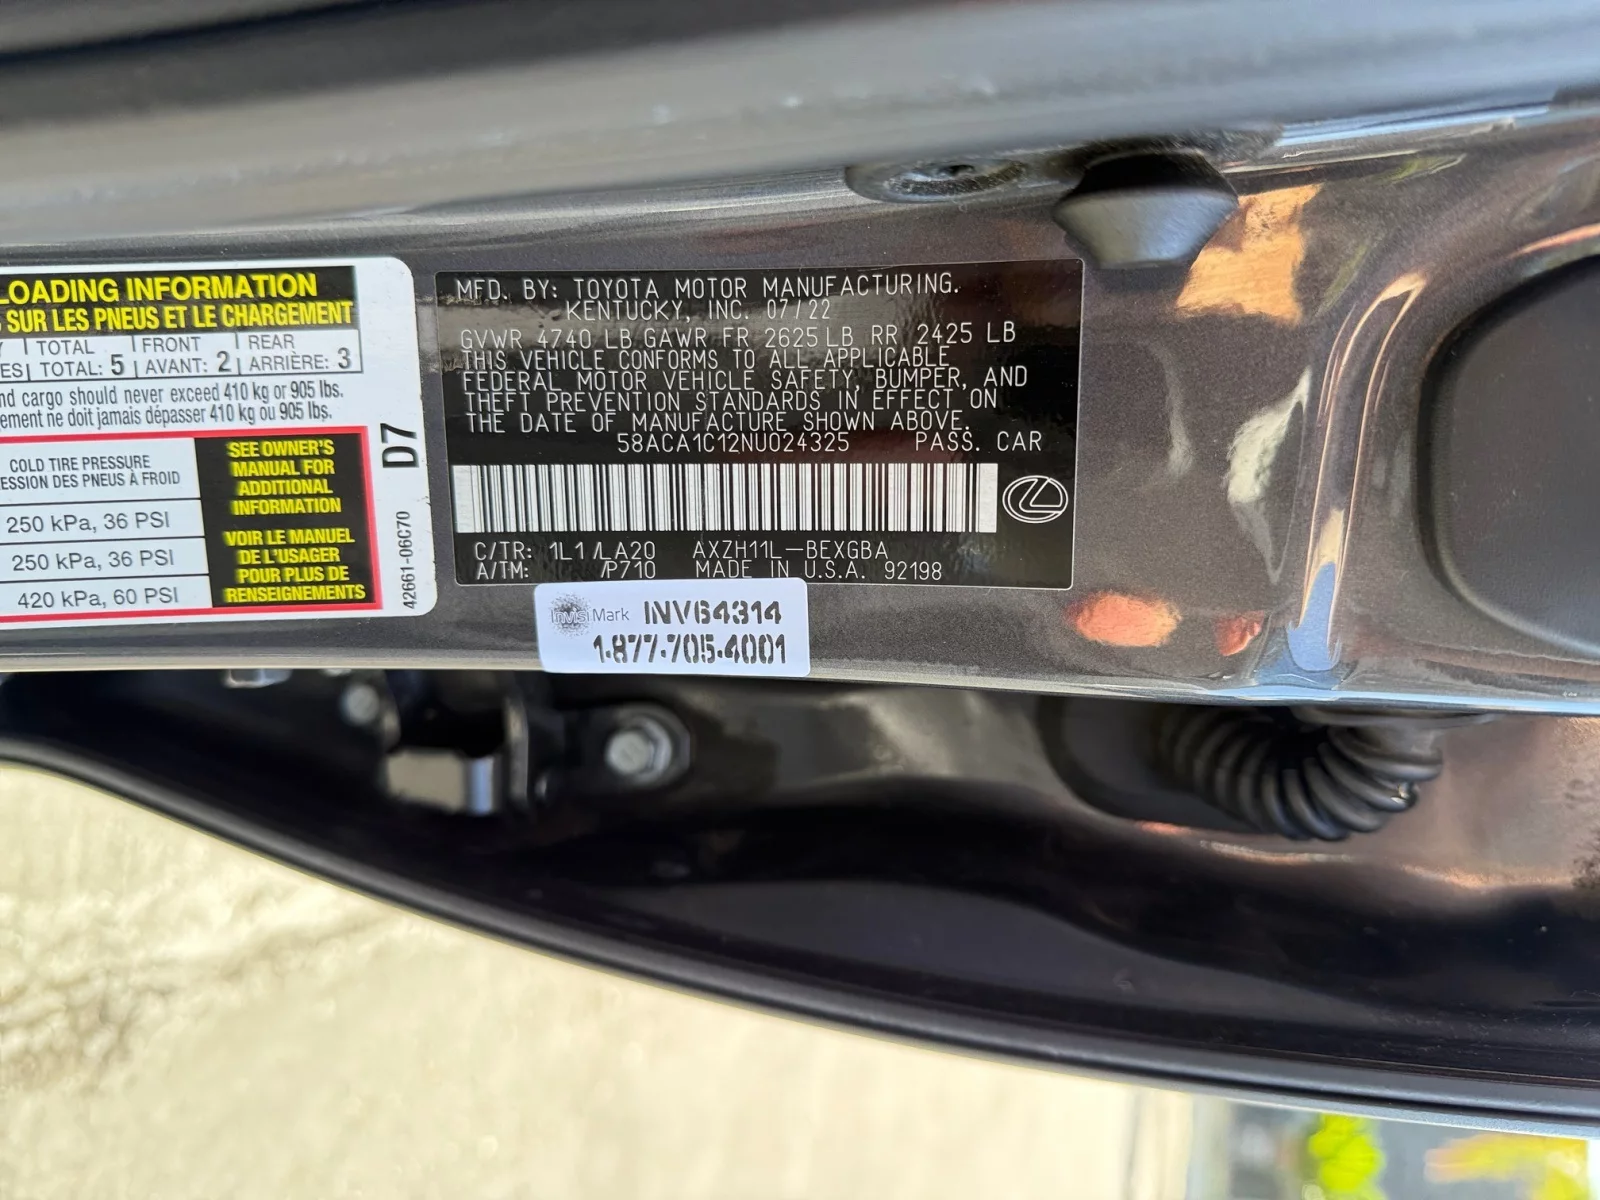 LOADING INFORMATION
SUR LES PNEUS ET LE CHARGEMENT
TOTAL FRONT REAR
TOTAL: 5 AVANT: 2 ARRIÈRE: 3
cargo should never exceed 410 kg or 905 lbs.
ne doit jamais dépasser 410 kg ou 905 lbs.
COLD TIRE PRESSURE
DES PNEUS À FROID
250 kPa, 36 PSI
250 kPa, 36 PSI
420 kPa, 60 PSI
SEE OWNER'S
MANUAL FOR
ADDITIONAL
INFORMATION
VOIR LE MANUEL
DE L'USAGER
POUR PLUS DE
RENSEIGNEMENTS
D7
42661-06C70
MFD. BY: TOYOTA MOTOR MANUFACTURING.
KENTUCKY, INC. 07/22
GVWR 4740 LB GAWR FR 2625 LB RR 2425 LB
THIS VEHICLE CONFORMS TO ALL APPLICABLE
FEDERAL MOTOR VEHICLE SAFETY, BUMPER, AND
THEFT PREVENTION STANDARDS IN EFFECT ON
THE DATE OF MANUFACTURE SHOWN ABOVE.
58ACA1C12NU024325 PASS. CAR
C/TR: 1L1 /LA20 AXZH11L-BEXGBA
A/TM: /P710 MADE IN U.S.A. 92198
InvisiMark INV64314
1-877-705-4001